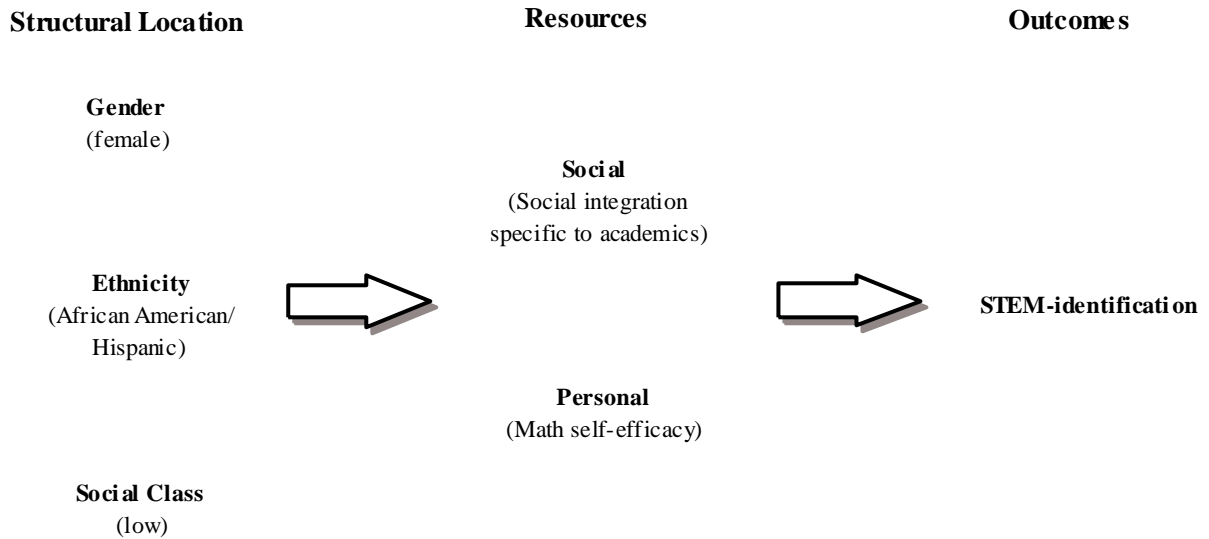 Structural Location
Resources
Outcomes
Gender
(female)
Social
(Social integration
specific to academics)
Ethnicity
(African American/
Hispanic)
STEM-identification
Personal
(Math self-efficacy)
Social Class
(low)